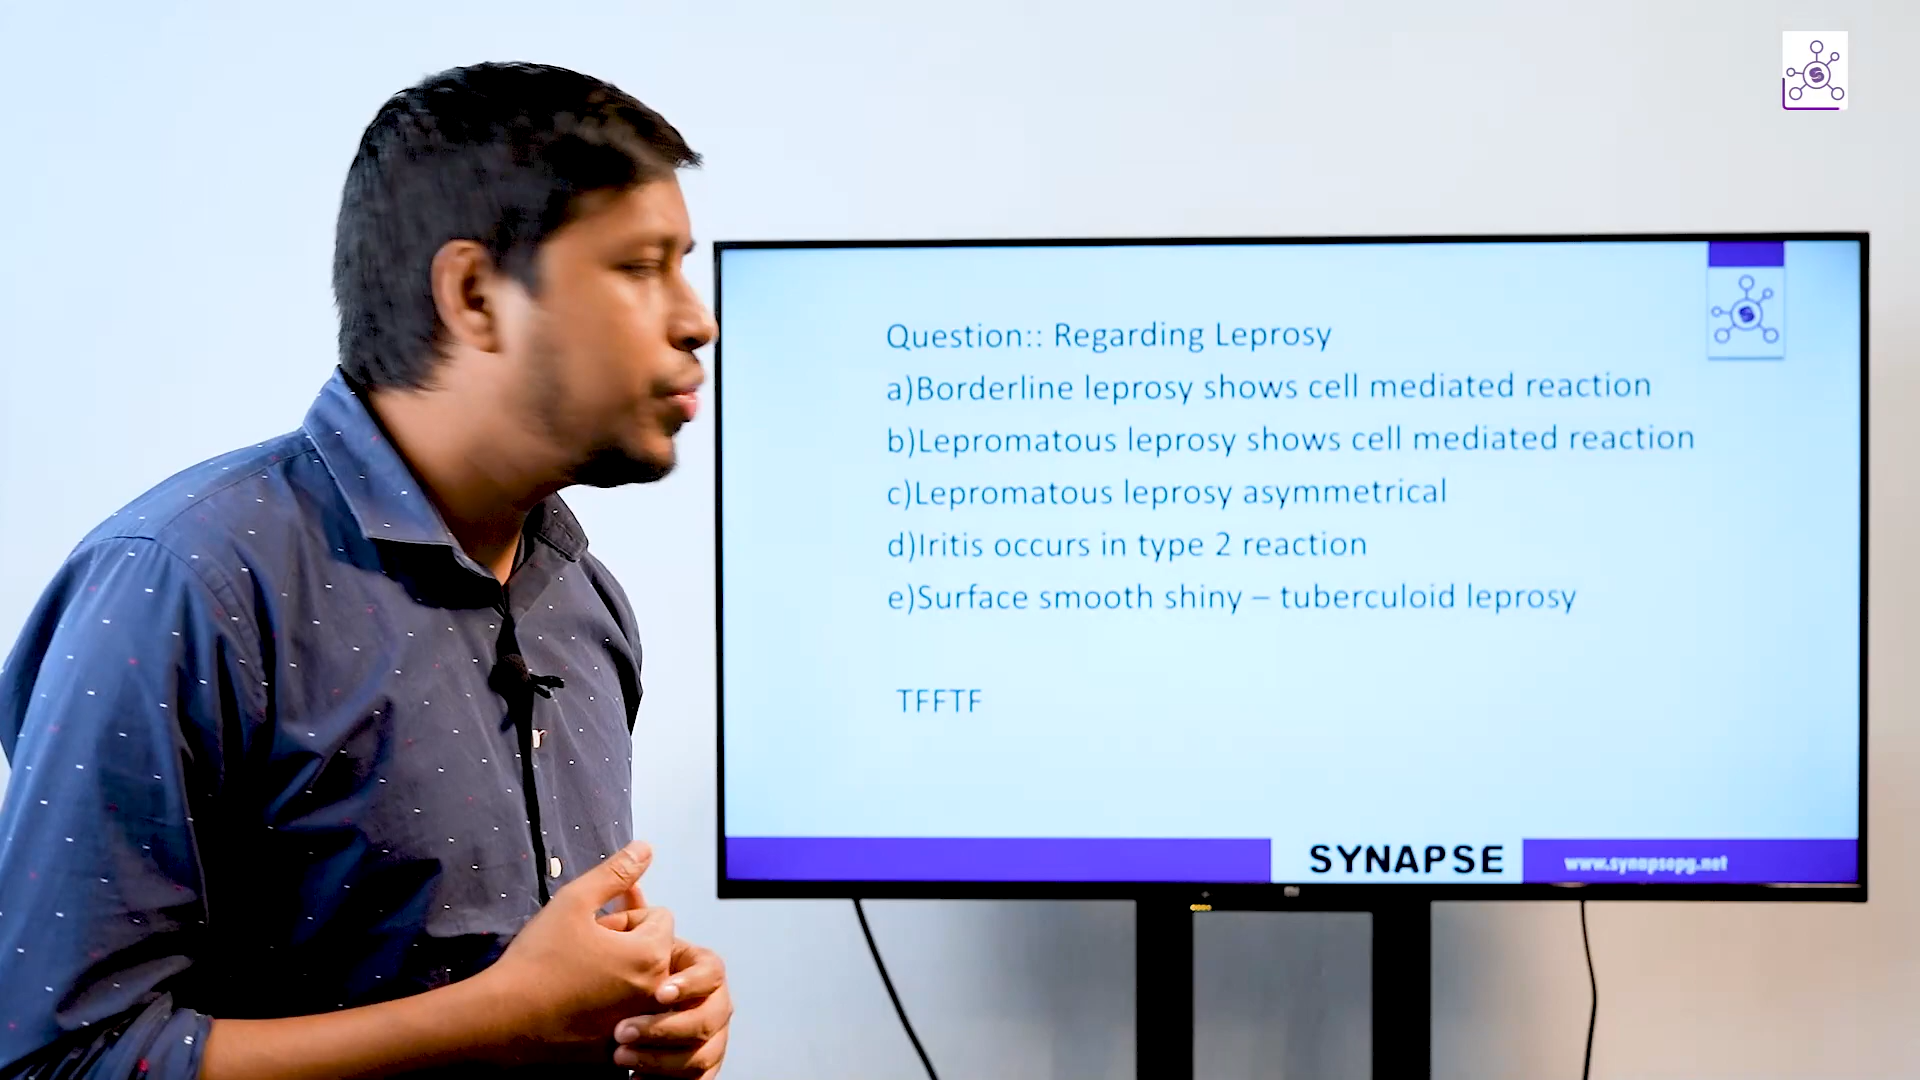 Question:: Regarding Leprosy
a)Borderline leprosy shows cell mediated reaction
b)Lepromatous leprosy shows cell mediated reaction
c)Lepromatous leprosy asymmetrical
d)Iritis occurs in type 2 reaction
e)Surface smooth shiny – tuberculoid leprosy
TFFTF
SYNAPSE
www.synapsepg.net